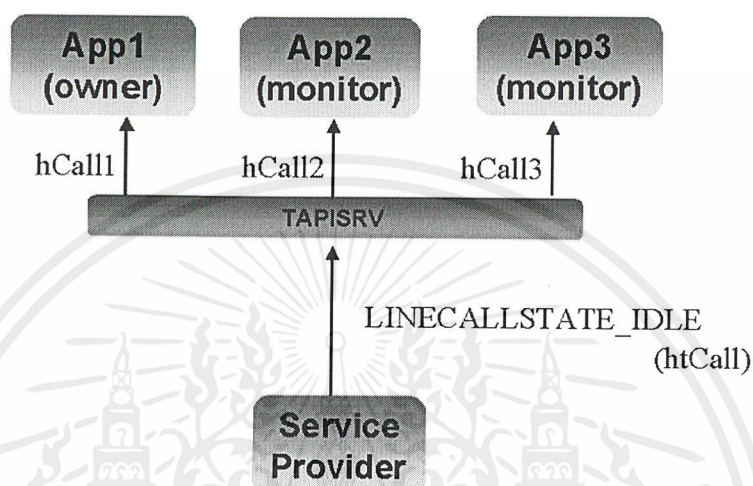 App1
(owner)
App2
(monitor)
App3
(monitor)
hCall1
hCall2
hCall3
TAPISRV
LINECALLSTATE_IDLE
(htCall)
Service
Provider